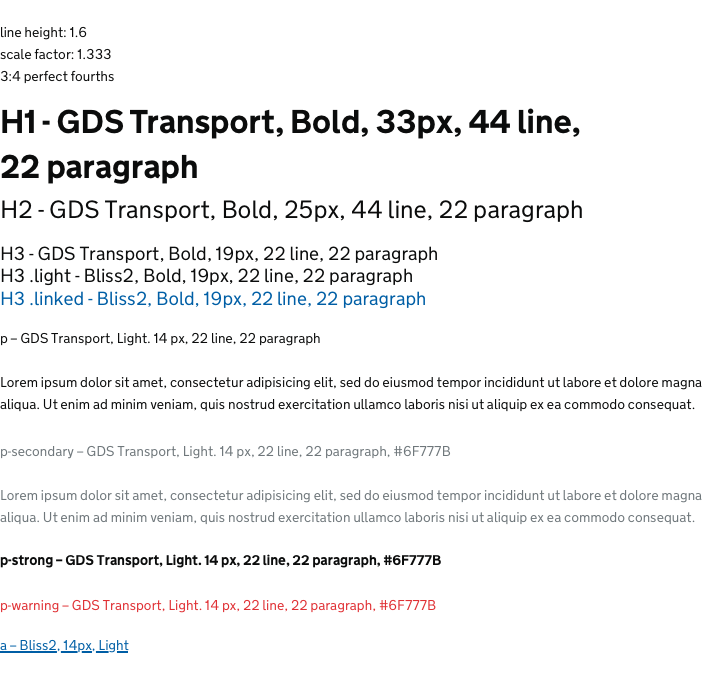 line height: 1.6
scale factor: 1.333
3:4 perfect fourths
H1 - GDS Transport, Bold, 33px, 44 line,
22 paragraph
H2 - GDS Transport, Bold, 25px, 44 line, 22 paragraph
H3 - GDS Transport, Bold, 19px, 22 line, 22 paragraph
H3 .light - Bliss2, Bold, 19px, 22 line, 22 paragraph
H3 .linked - Bliss2, Bold, 19px, 22 line, 22 paragraph
p – GDS Transport, Light. 14 px, 22 line, 22 paragraph
Lorem ipsum dolor sit amet, consectetur adipisicing elit, sed do eiusmod tempor incididunt ut labore et dolore magna
aliqua. Ut enim ad minim veniam, quis nostrud exercitation ullamco laboris nisi ut aliquip ex ea commodo consequat.
p-secondary – GDS Transport, Light. 14 px, 22 line, 22 paragraph, #6F777B
Lorem ipsum dolor sit amet, consectetur adipisicing elit, sed do eiusmod tempor incididunt ut labore et dolore magna
aliqua. Ut enim ad minim veniam, quis nostrud exercitation ullamco laboris nisi ut aliquip ex ea commodo consequat.
p-strong – GDS Transport, Light. 14 px, 22 line, 22 paragraph, #6F777B
p-warning – GDS Transport, Light. 14 px, 22 line, 22 paragraph, #6F777B
a – Bliss2, 14px, Light